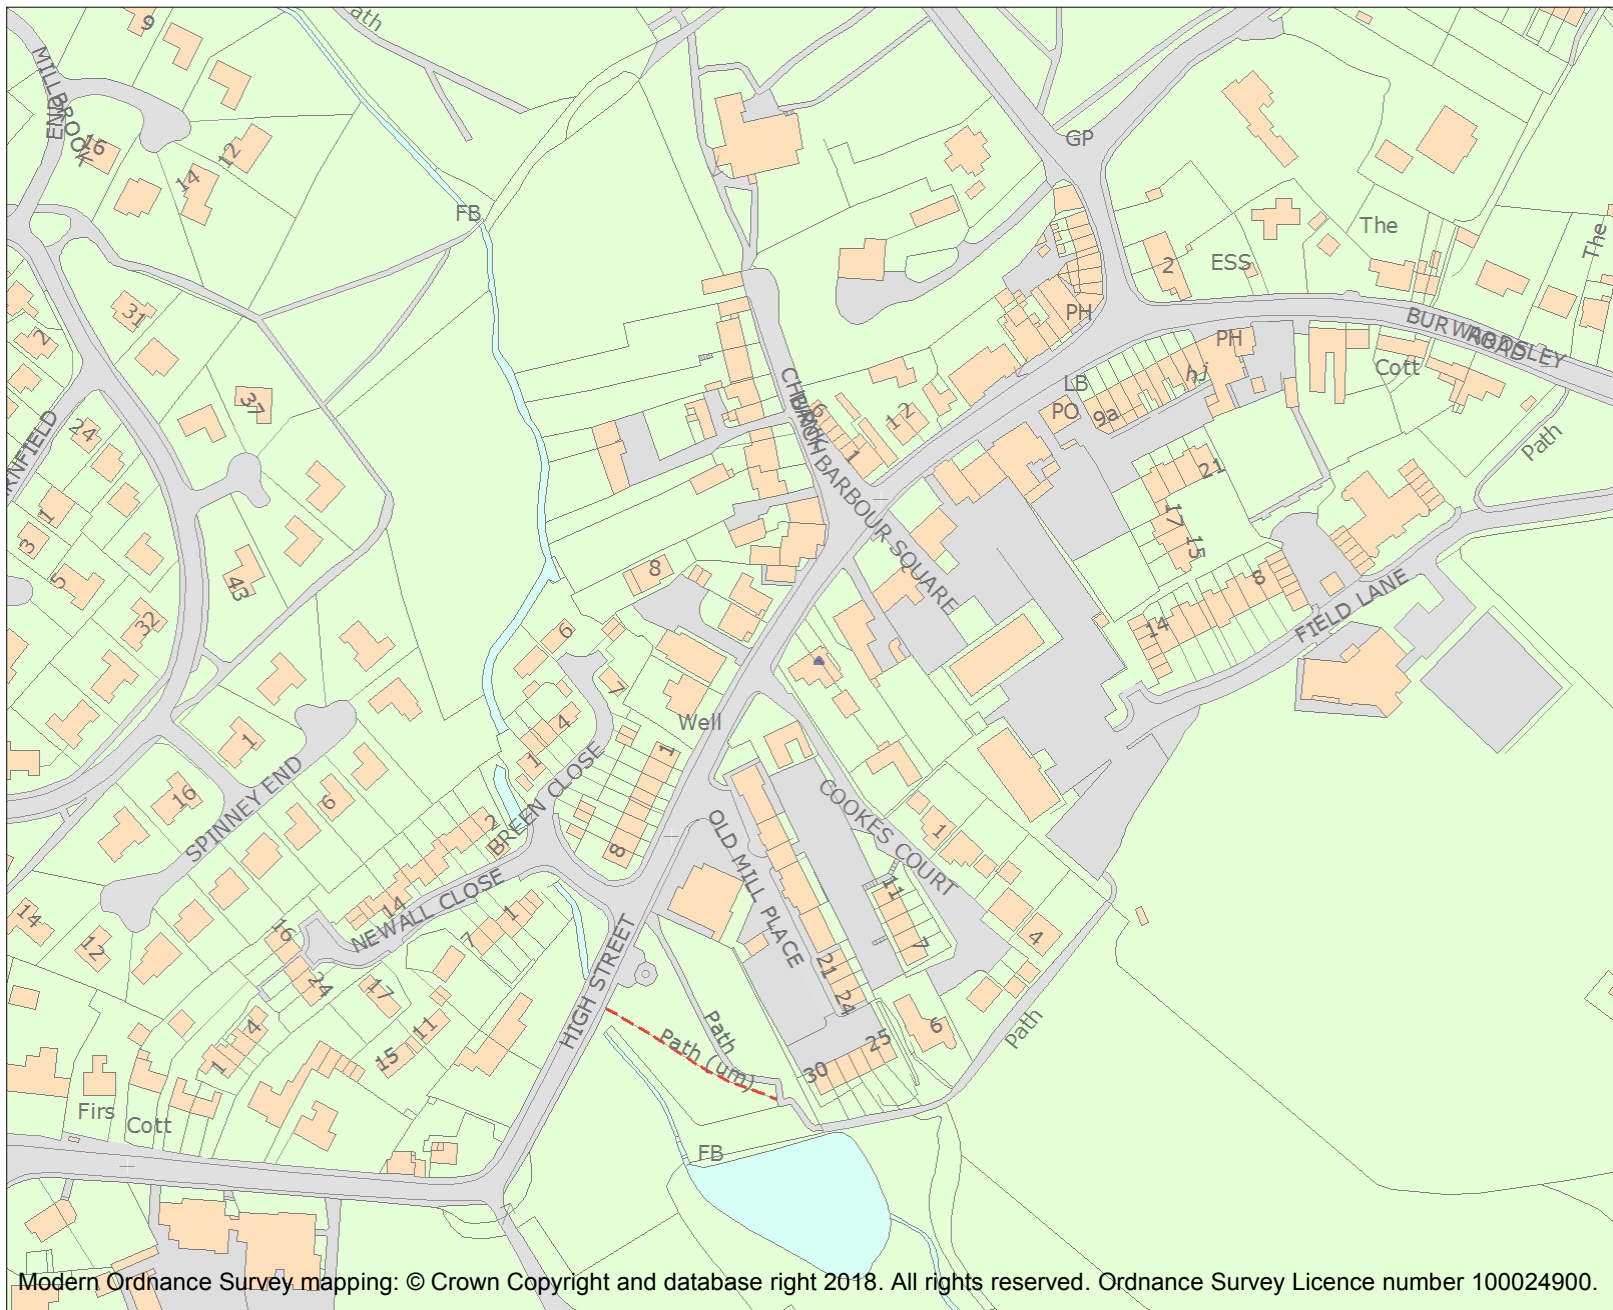 9
ath
MILLBROOK
END
16
12
14
FB
GP
The
The
2
ESS
31
2
PH
PH
BURWARDSLEY
ROAD
Cott
LB
hj
PO
9a
37
CHURCH
BANK
6
1 2
1
24
RNFIELD
Path
21
BARBOUR SQUARE
17
15
1
3
5
43
8
8
FIELD LANE
32
6
14
7
Well
4
1
1
1
BREEN CLOSE
SPINNEY END
16
6
2
OLD MILL PLACE
COOKES COURT
1
8
11
14
NEWALL CLOSE
14
12
16
7
1
7
4
HIGH STREET
24
17
21
24
4
1
15
11
Path
Path (um)
25
30
6
Path
Firs
Cott
FB
Modern Ordnance Survey mapping: © Crown Copyright and database right 2018. All rights reserved. Ordnance Survey Licence number 100024900.